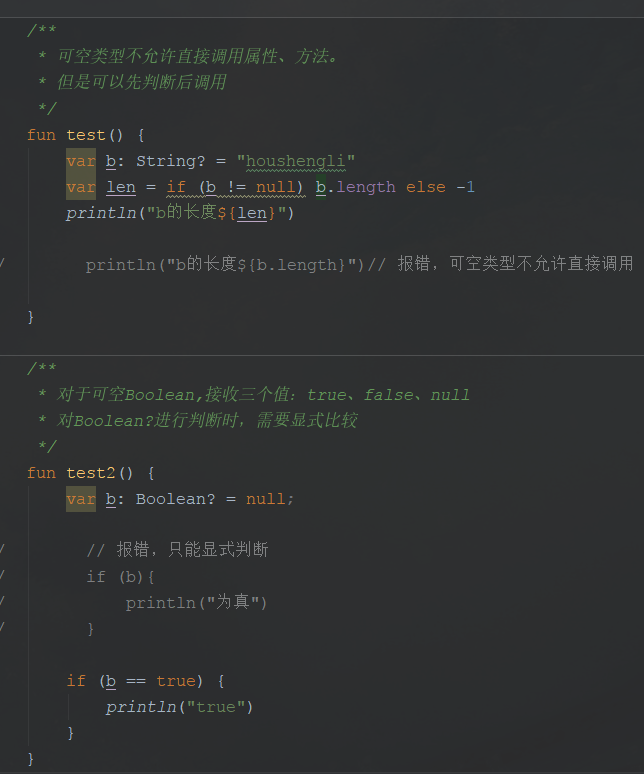 /**
 * 可空类型不允许直接调用属性、方法。
 * 但是可以先判断后调用
 */
fun test() {
    var b: String? = "houshengli"
    var len = if (b != null) b.length else -1
    println("b的长度${len}")
/        println("b的长度${b.length}")// 报错，可空类型不允许直接调用
}
/**
 * 对于可空Boolean,接收三个值：true、false、null
 * 对Boolean?进行判断时，需要显式比较
 */
fun test2() {
    var b: Boolean? = null;
/        // 报错，只能显式判断
/        if (b){
/            println("为真")
/        }
    if (b == true) {
        println("true")
    }
}